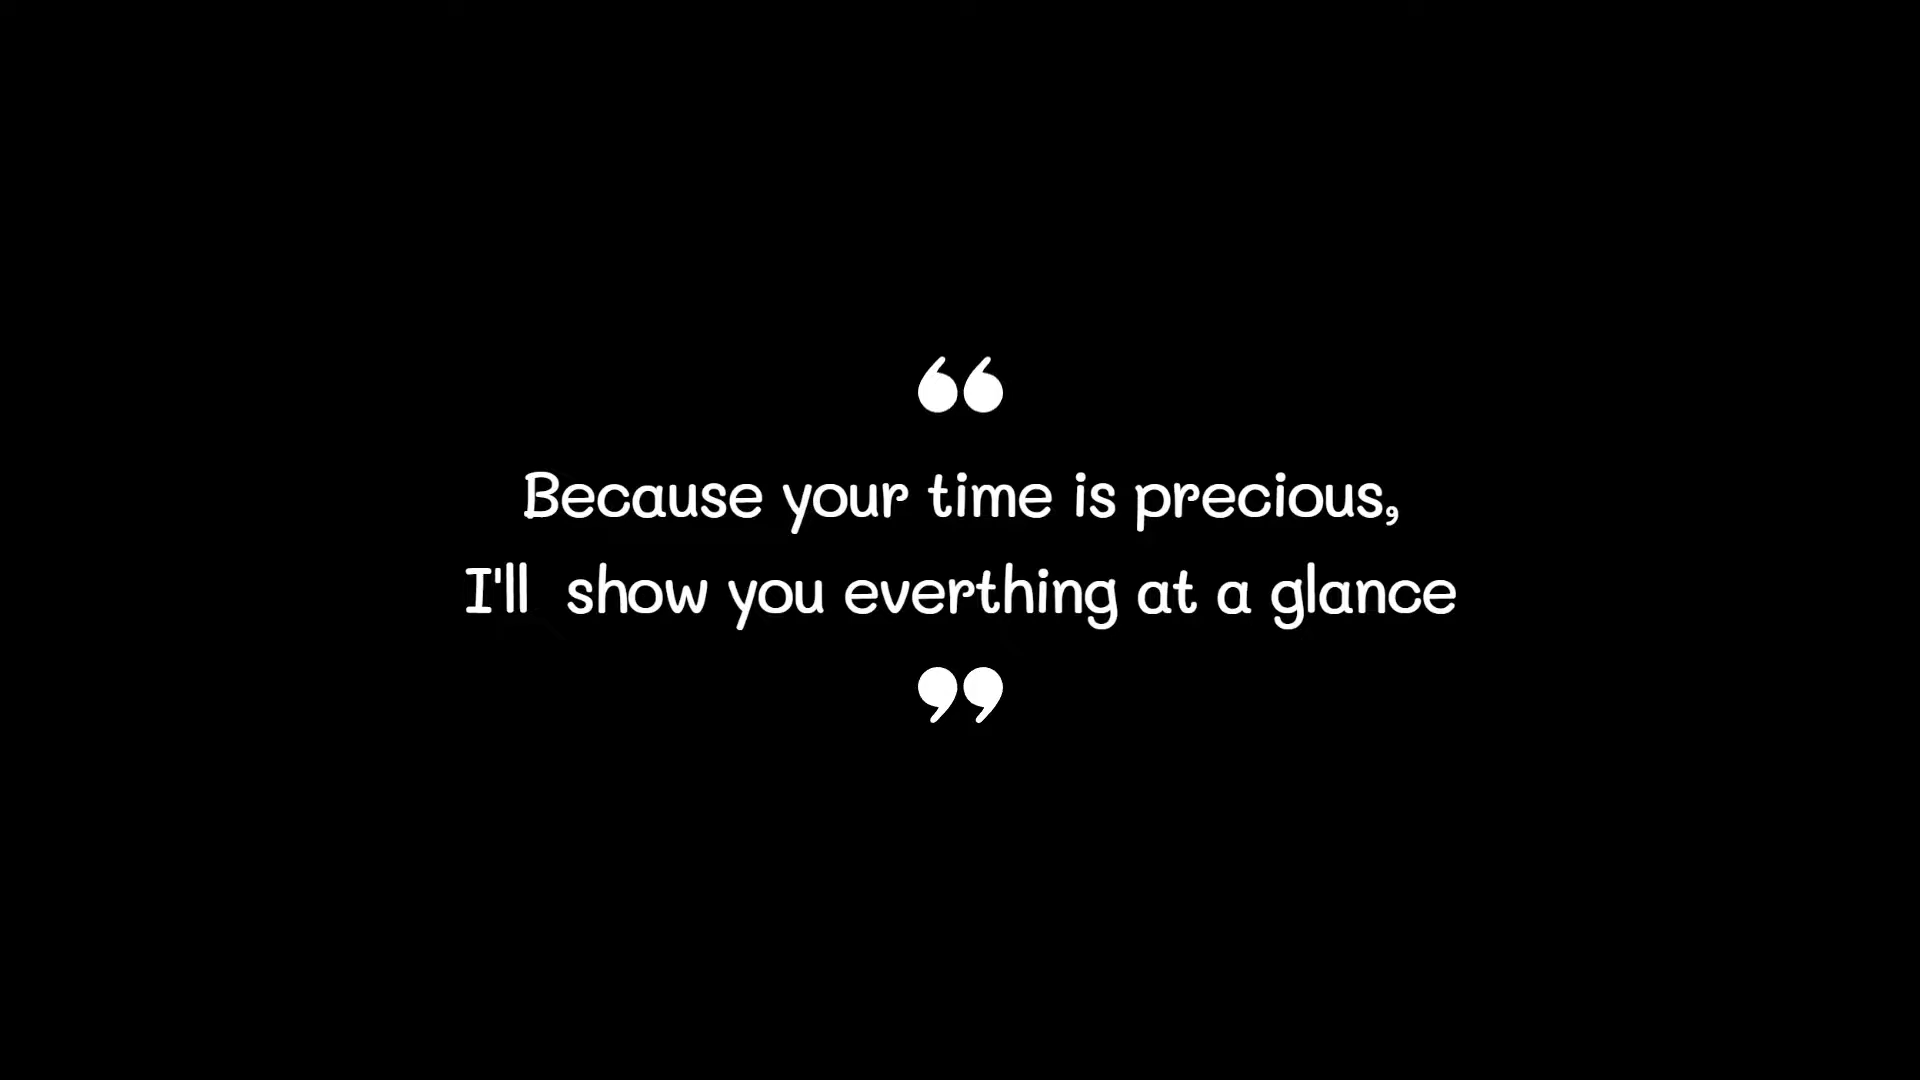 “
Because your time is precious,
I'll  show you everthing at a glance
”